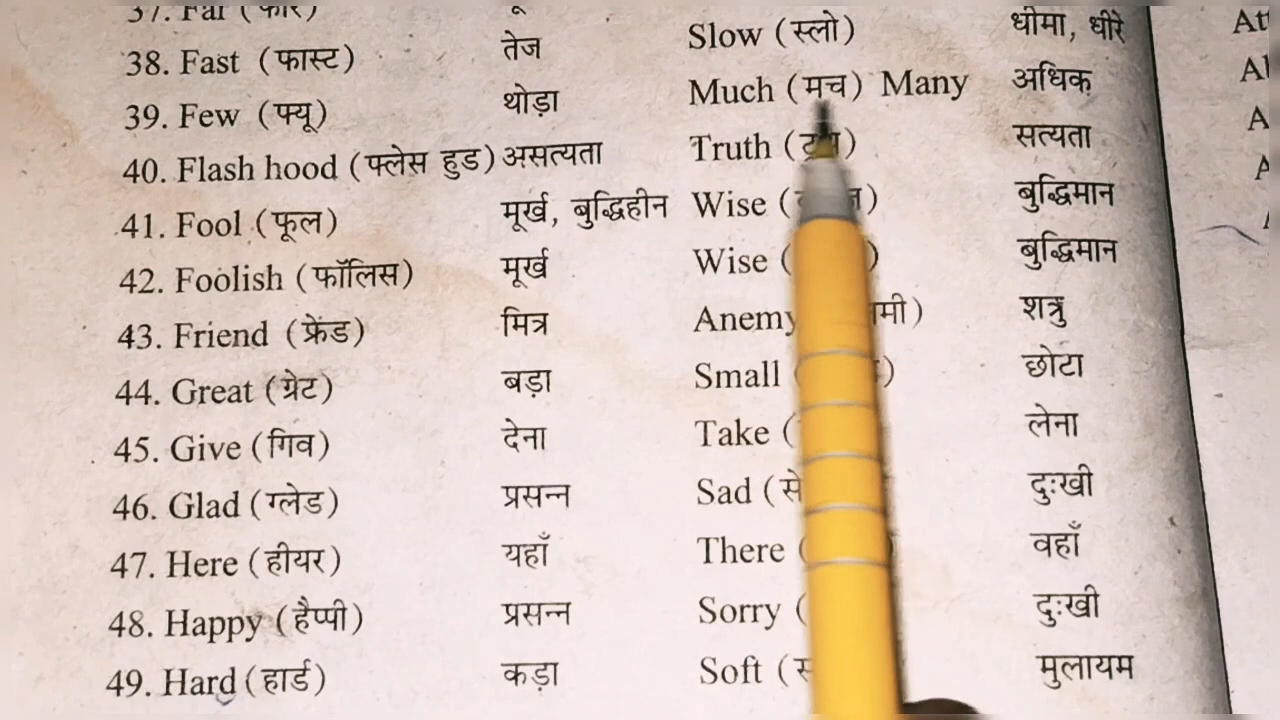 37. Far (फार)
38. Fast (फास्ट) तेज Slow (स्लो) धीमा, धीरे
39. Few (फ्यू) थोड़ा Much (मच) Many अधिक
40. Flash hood (फ्लेस हुड) असत्यता Truth सत्यता
41. Fool (फूल) मूर्ख, बुद्धिहीन Wise बुद्धिमान
42. Foolish (फॉलिस) मूर्ख Wise बुद्धिमान
43. Friend (फ्रेंड) मित्र Anemy शत्रु
44. Great (ग्रेट) बड़ा Small छोटा
45. Give (गिव) देना Take लेना
46. Glad (ग्लेड) प्रसन्न Sad दुःखी
47. Here (हीयर) यहाँ There वहाँ
48. Happy (हैप्पी) प्रसन्न Sorry दुःखी
49. Hard (हार्ड) कड़ा Soft मुलायम